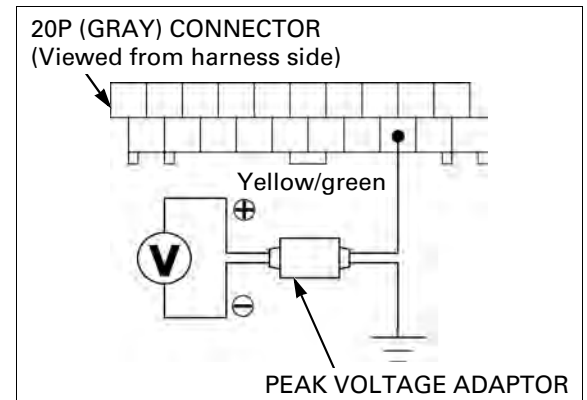 20P (GRAY) CONNECTOR
(Viewed from harness side)
Yellow/green
⊕
V
⊖
PEAK VOLTAGE ADAPTOR